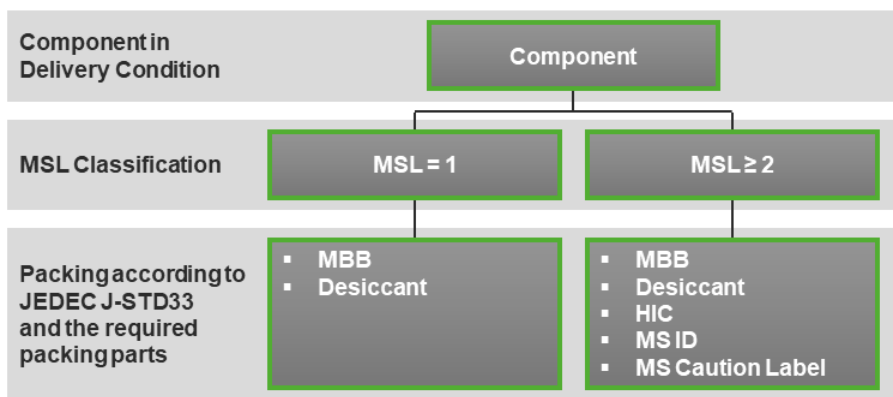 Component in
Delivery Condition
Component
MSL Classification
MSL = 1
MSL ≥ 2
Packing according to
JEDEC J-STD33
and the required
packing parts
▪ MBB
▪ Desiccant
▪ MBB
▪ Desiccant
▪ HIC
▪ MS ID
▪ MS Caution Label